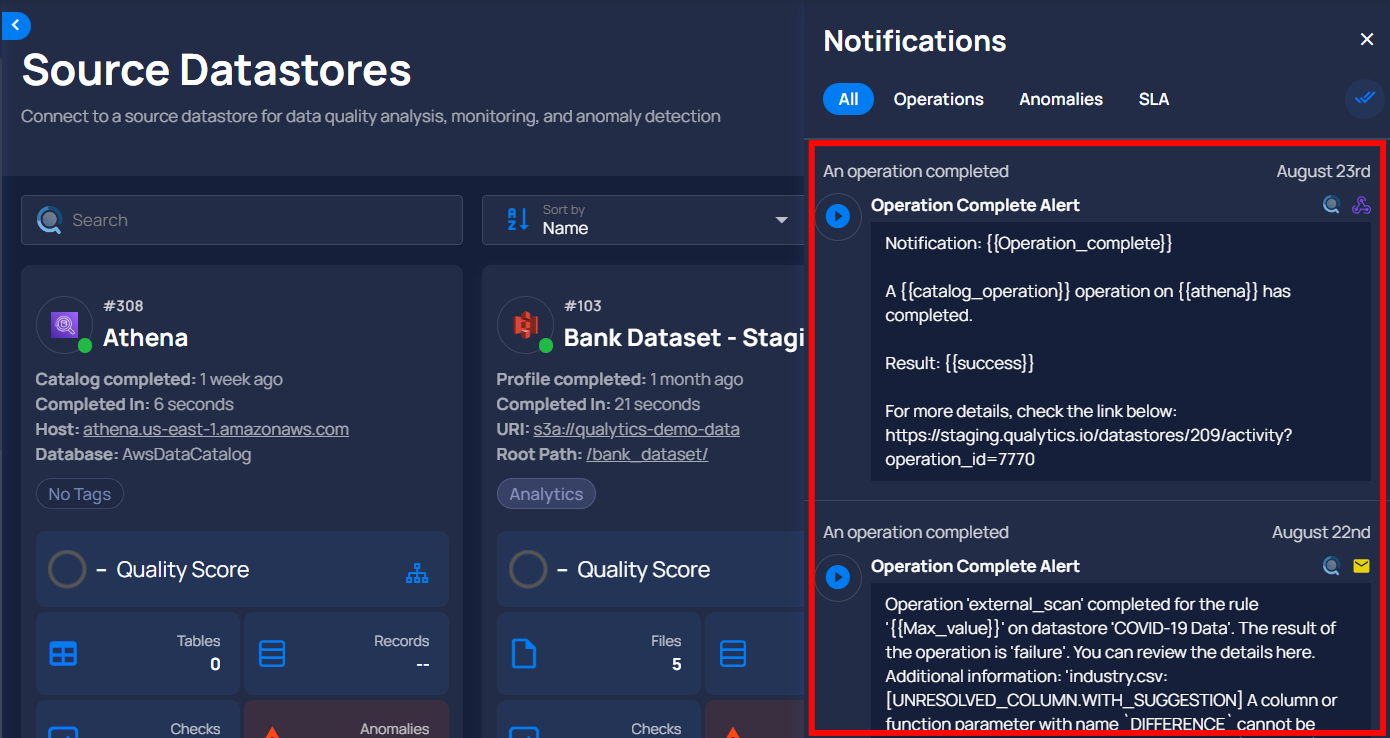 Source Datastores
Connect to a source datastore for data quality analysis, monitoring, and anomaly detection
Search
Sort by
Name
#308
Athena
Catalog completed: 1 week ago
Completed In: 6 seconds
Host: athena.us-east-1.amazonaws.com
Database: AwsDataCatalog
No Tags
– Quality Score
Tables
0
Records
--
Checks
Anomalies
#103
Bank Dataset - Stagi
Profile completed: 1 month ago
Completed In: 21 seconds
URI: s3a://qualytics-demo-data
Root Path: /bank_dataset/
Analytics
– Quality Score
Files
5
Checks
Notifications
All
Operations
Anomalies
SLA
An operation completed
August 23rd
Operation Complete Alert
Notification: {{Operation_complete}}
A {{catalog_operation}} operation on {{athena}} has
completed.
Result: {{success}}
For more details, check the link below:
https://staging.qualytics.io/datastores/209/activity?
operation_id=7770
An operation completed
August 22nd
Operation Complete Alert
Operation 'external_scan' completed for the rule
'{{Max_value}}' on datastore 'COVID-19 Data'. The result of
the operation is 'failure'. You can review the details here.
Additional information: 'industry.csv:
[UNRESOLVED_COLUMN.WITH_SUGGESTION] A column or
function parameter with name `DIFFERENCE` cannot be